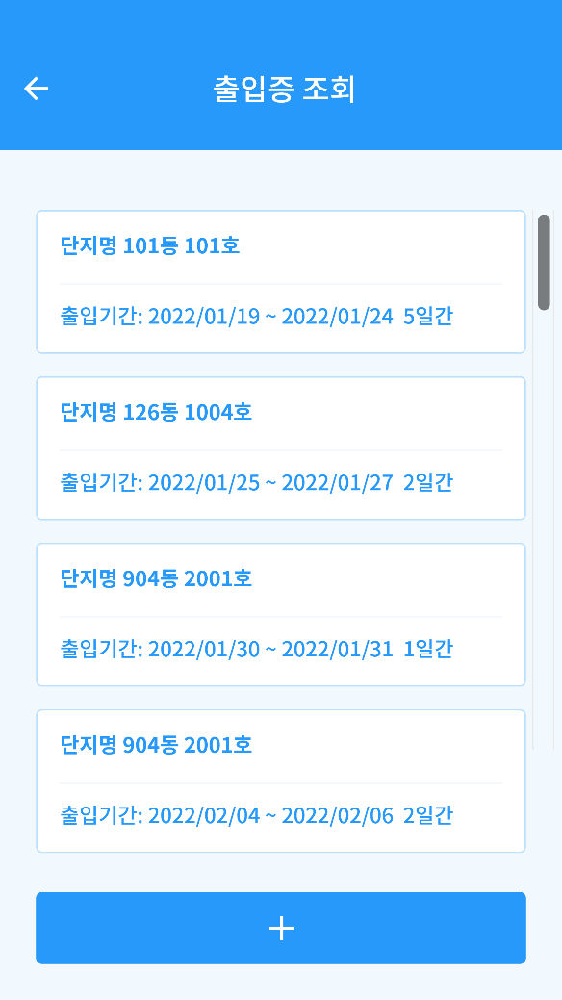 출입증 조회
단지명 101동 101호
출입기간: 2022/01/19 ~ 2022/01/24 5일간
단지명 126동 1004호
출입기간: 2022/01/25 ~ 2022/01/27 2일간
단지명 904동 2001호
출입기간: 2022/01/30 ~ 2022/01/31 1일간
단지명 904동 2001호
출입기간: 2022/02/04 ~ 2022/02/06 2일간